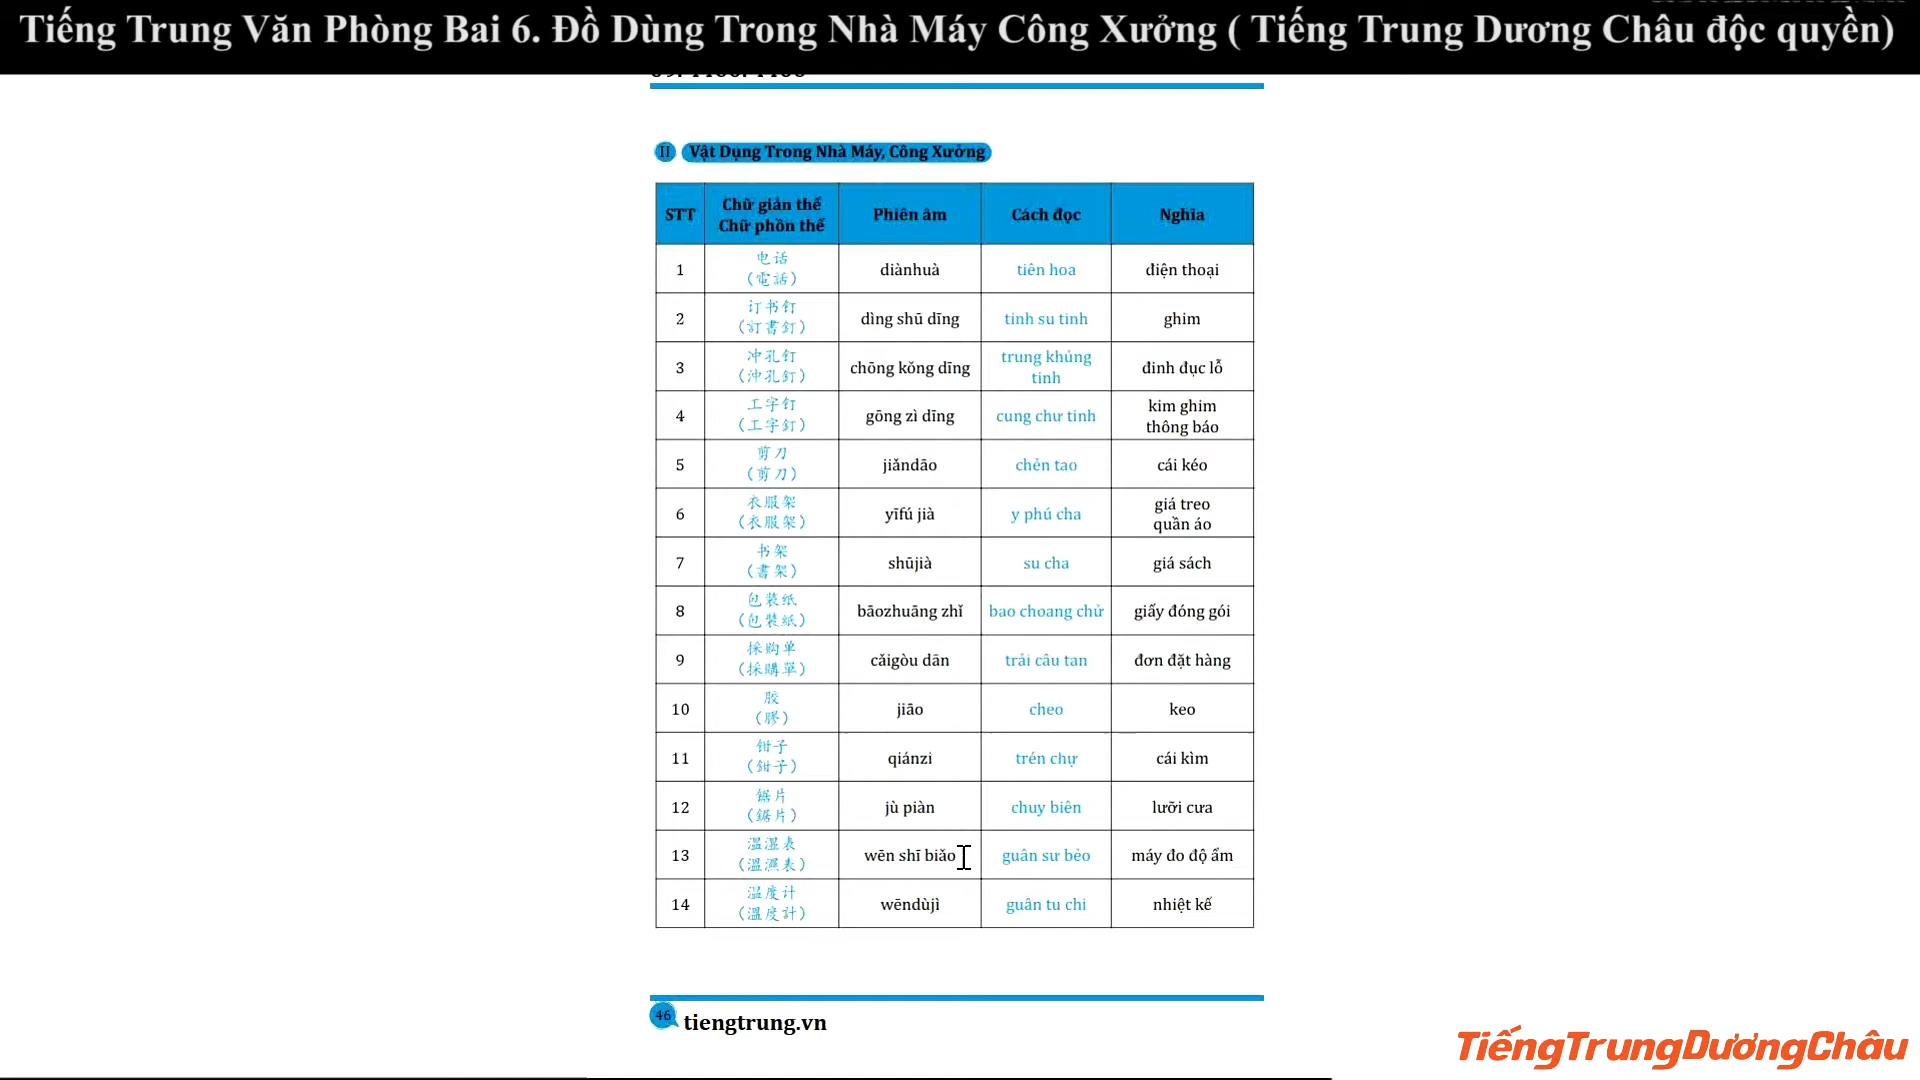 Tiếng Trung Văn Phòng Bai 6. Đồ Dùng Trong Nhà Máy Công Xưởng ( Tiếng Trung Dương Châu độc quyền)
II Vật Dụng Trong Nhà Máy, Công Xưởng
STT Chữ giản thể Phiên âm Cách đọc Nghĩa
Chữ phồn thể
1 电话 diànhuà tiên hoa điện thoại
(電話)
2 订书钉 dìng shū dīng tinh su tinh ghim
(訂書釘)
3 冲孔钉 chōng kǒng dīng trung khủng đinh đục lỗ
(沖孔釘) tinh
4 工字钉 gōng zì dīng cung chư tinh kim ghim
(工字釘) thông báo
5 剪刀 jiǎndāo chẻn tao cái kéo
(剪刀)
6 衣服架 yīfú jià y phú cha giá treo
(衣服架) quần áo
7 书架 shūjià su cha giá sách
(書架)
8 包装纸 bāozhuāng zhǐ bao choang chử giấy đóng gói
(包裝紙)
9 採购单 cǎigòu dān trải câu tan đơn đặt hàng
(採購單)
10 胶 jiāo cheo keo
(膠)
11 钳子 qiánzi trén chự cái kìm
(鉗子)
12 鋸片 jù piàn chuy biên lưỡi cưa
(鋸片)
13 温湿表 wēn shī biǎo guân sư bẻo máy đo độ ẩm
(溫濕表)
14 温度计 wēndùjì guân tu chi nhiệt kế
(溫度計)
46 tiengtrung.vn
TiếngTrungDươngChâu